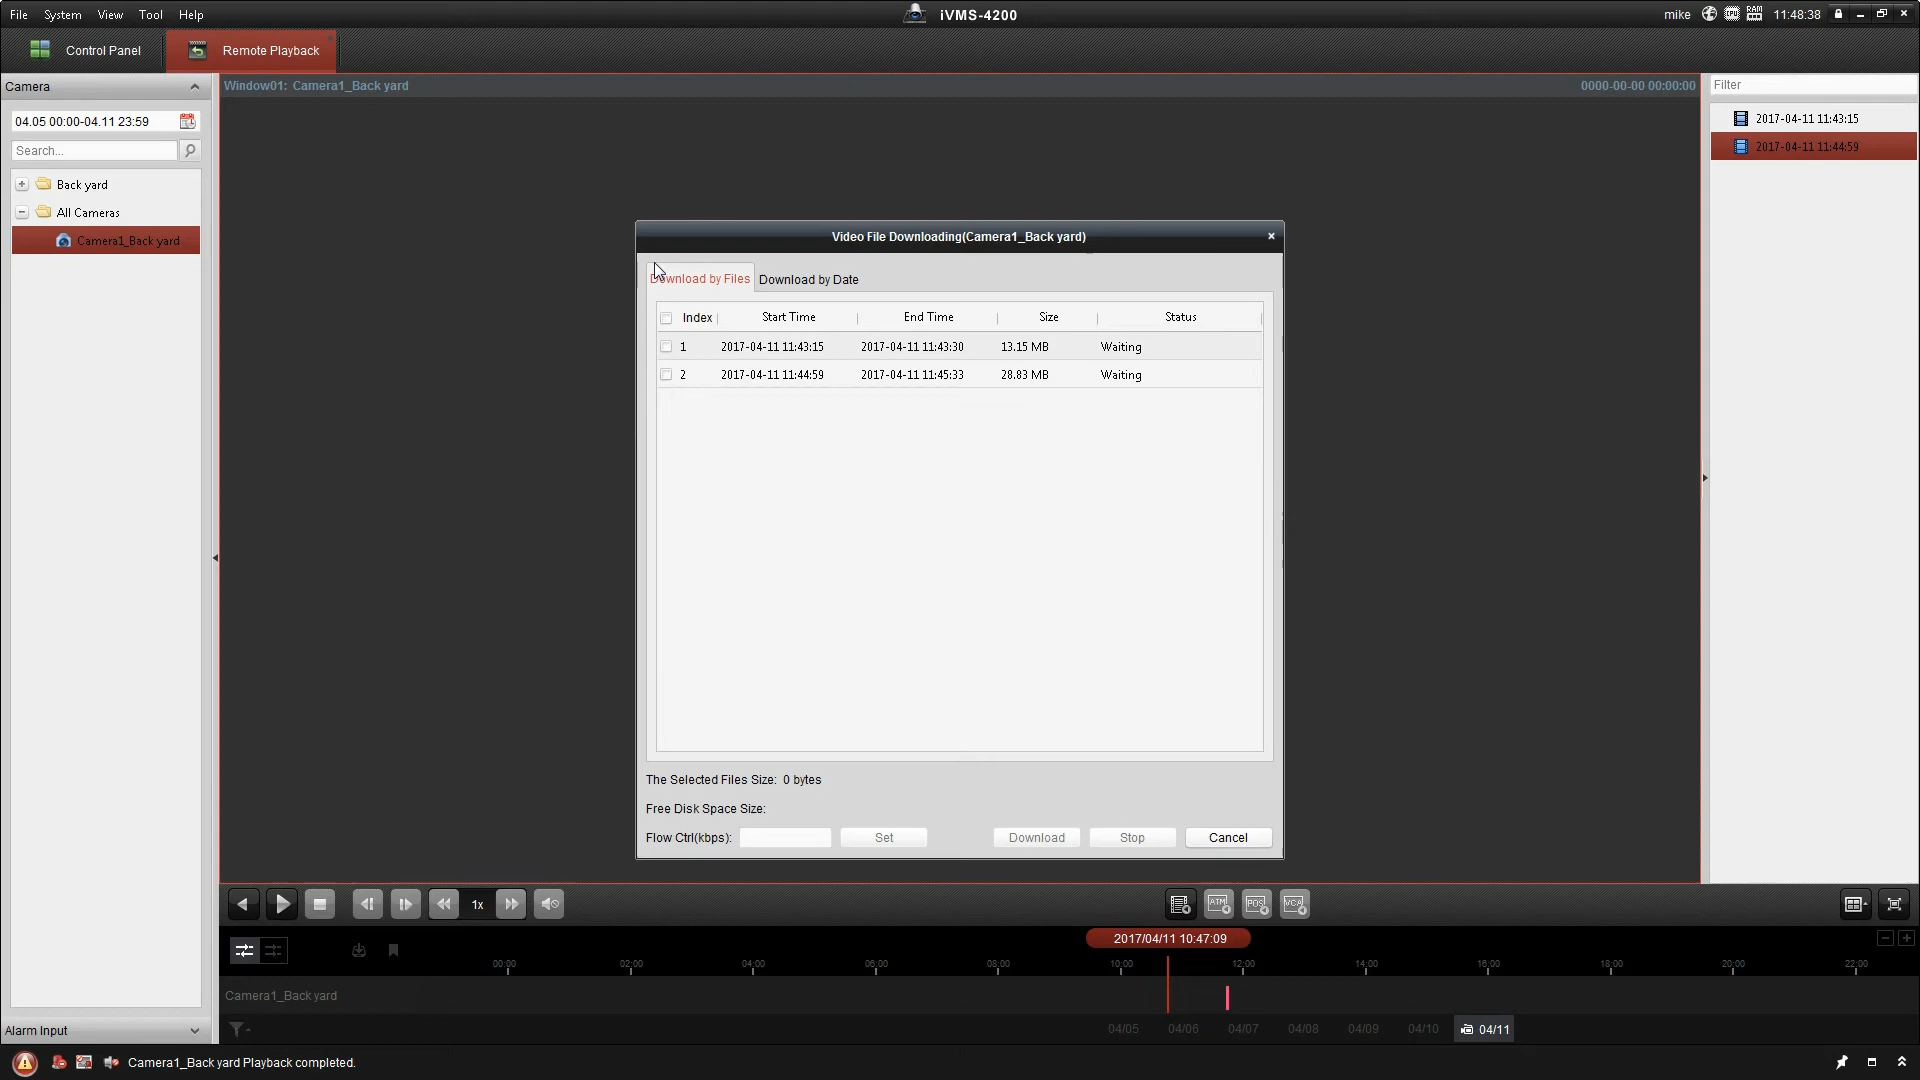 File System View Tool Help iVMS-4200 mike CPU RAM 11:48:38
Control Panel Remote Playback
Camera
04.05 00:00-04.11 23:59
Search...
Back yard
All Cameras
Camera1_Back yard
Alarm Input
Window01: Camera1_Back yard 0000-00-00 00:00:00
Filter
2017-04-11 11:43:15
2017-04-11 11:44:59
Video File Downloading(Camera1_Back yard)
Download by Files Download by Date
Index Start Time End Time Size Status
1 2017-04-11 11:43:15 2017-04-11 11:43:30 13.15 MB Waiting
2 2017-04-11 11:44:59 2017-04-11 11:45:33 28.83 MB Waiting
The Selected Files Size: 0 bytes
Free Disk Space Size:
Flow Ctrl(kbps): Set Download Stop Cancel
1x ATM POS VCA
2017/04/11 10:47:09
00:00 02:00 04:00 06:00 08:00 10:00 12:00 14:00 16:00 18:00 20:00 22:00
Camera1_Back yard
04/05 04/06 04/07 04/08 04/09 04/10 04/11
Camera1_Back yard Playback completed.